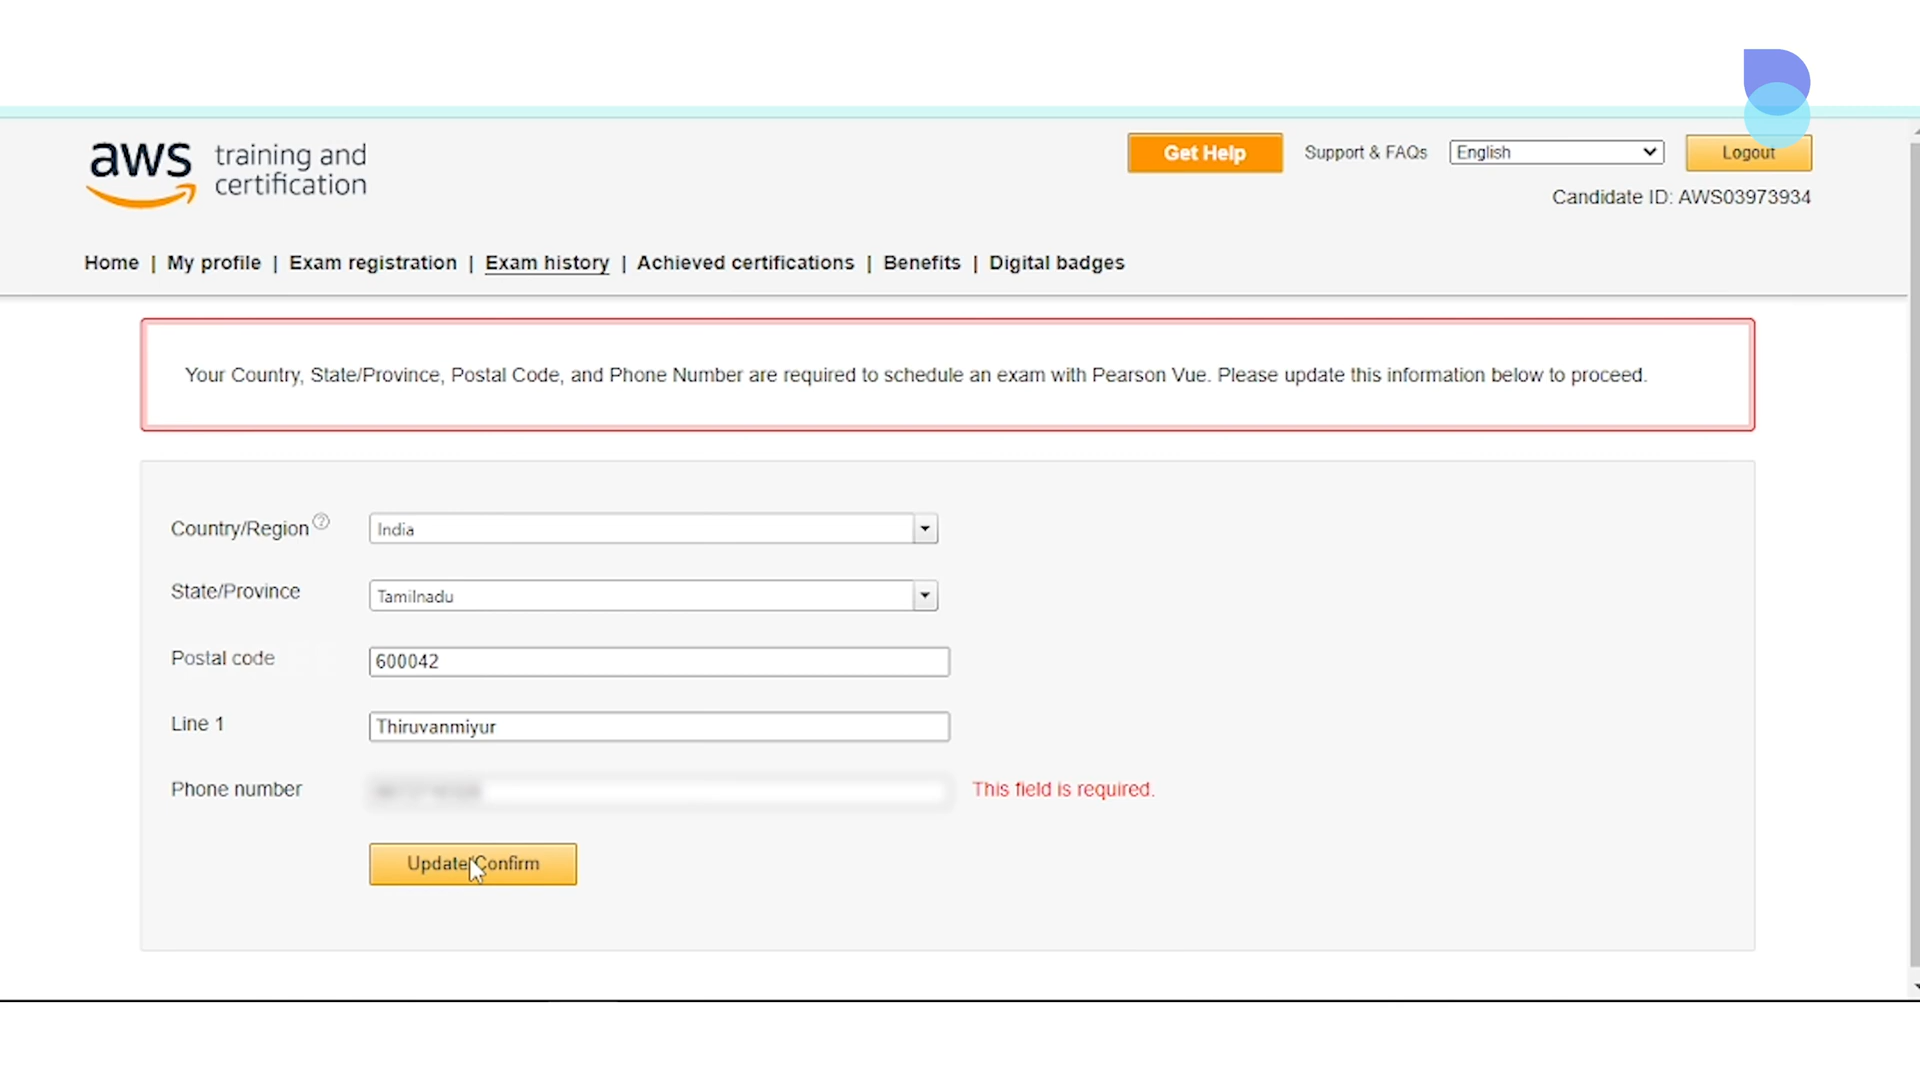 aws training and
certification
Get Help
Support & FAQs
English
Logout
Candidate ID: AWS03973934
Home | My profile | Exam registration | Exam history | Achieved certifications | Benefits | Digital badges
Your Country, State/Province, Postal Code, and Phone Number are required to schedule an exam with Pearson Vue. Please update this information below to proceed.
Country/Region ?
India
State/Province
Tamilnadu
Postal code
600042
Line 1
Thiruvanmiyur
Phone number
This field is required.
Update/Confirm